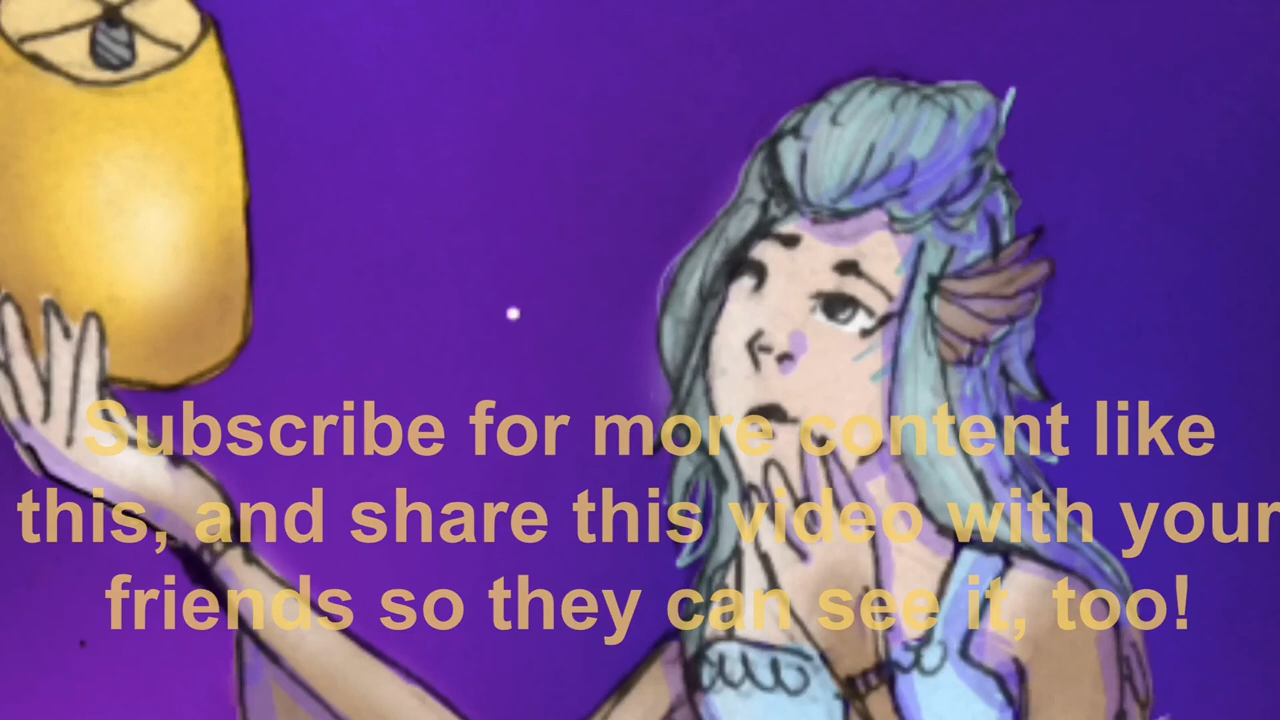 Subscribe for more content like
this, and share this video with your
friends so they can see it, too!